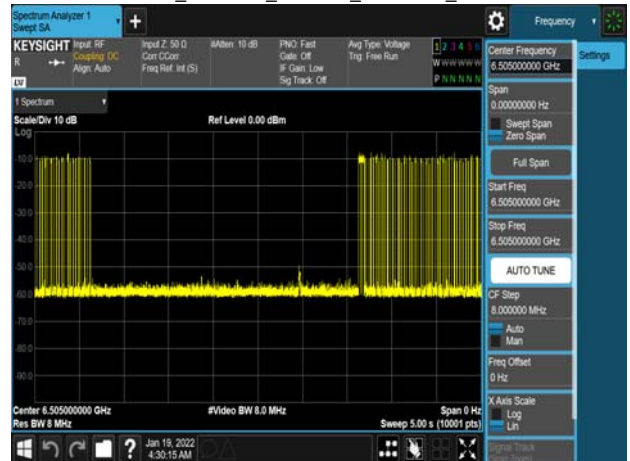 Spectrum Analyzer 1
Swept SA
+
Frequency
KEYSIGHT
R
LXI
Input: RF
Coupling: DC
Align: Auto
Input Z: 50 Ω
Corr CCorr
Freq Ref: Int (S)
#Atten: 10 dB
PNO: Fast
Gate: Off
IF Gain: Low
Sig Track: Off
Avg Type: Voltage
Trig: Free Run
1 2 3 4 5 6
W W W W W W
P N N N N N
1 Spectrum
Scale/Div 10 dB
Ref Level 0.00 dBm
Log
-10.0
-20.0
-30.0
-40.0
-50.0
-60.0
-70.0
-80.0
-90.0
Center 6.505000000 GHz
Res BW 8 MHz
#Video BW 8.0 MHz
Span 0 Hz
Sweep 5.00 s (10001 pts)
Center Frequency
6.505000000 GHz
Span
0.00000000 Hz
Swept Span
Zero Span
Full Span
Start Freq
6.505000000 GHz
Stop Freq
6.505000000 GHz
AUTO TUNE
CF Step
8.000000 MHz
Auto
Man
Freq Offset
0 Hz
X Axis Scale
Log
Lin
Signal Track
(Span Zoom)
Settings
?
Jan 19, 2022
4:30:15 AM